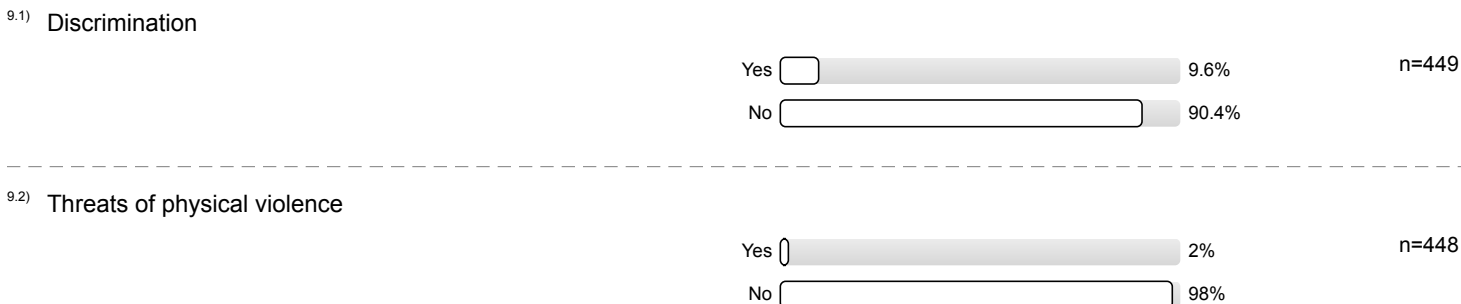 9.1) Discrimination
Yes 9.6% n=449
No 90.4%
9.2) Threats of physical violence
Yes 2% n=448
No 98%